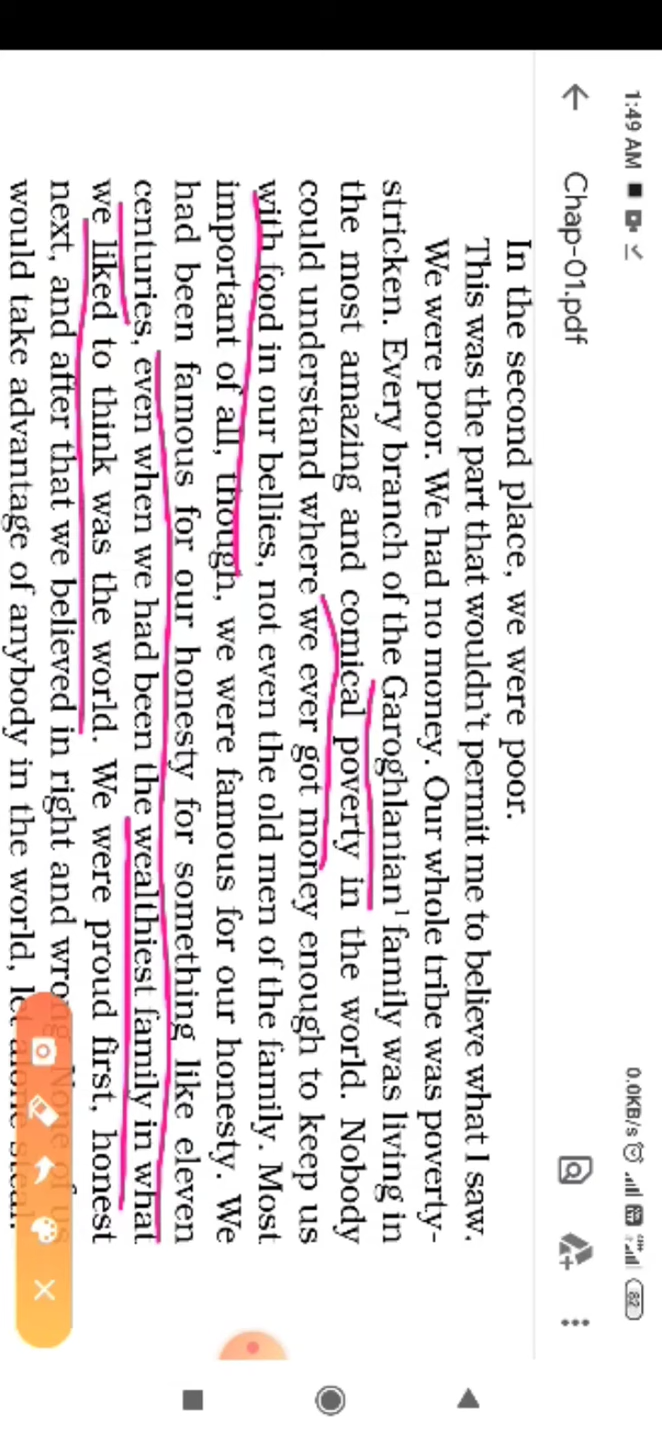 1:49 AM
0.0KB/s
82
Chap-01.pdf
In the second place, we were poor.
This was the part that wouldn't permit me to believe what I saw.
We were poor. We had no money. Our whole tribe was poverty-
stricken. Every branch of the Garoghlanian¹ family was living in
the most amazing and comical poverty in the world. Nobody
could understand where we ever got money enough to keep us
with food in our bellies, not even the old men of the family. Most
important of all, though, we were famous for our honesty. We
had been famous for our honesty for something like eleven
centuries, even when we had been the wealthiest family in what
we liked to think was the world. We were proud first, honest
next, and after that we believed in right and wrong. None of us
would take advantage of anybody in the world, let alone steal.